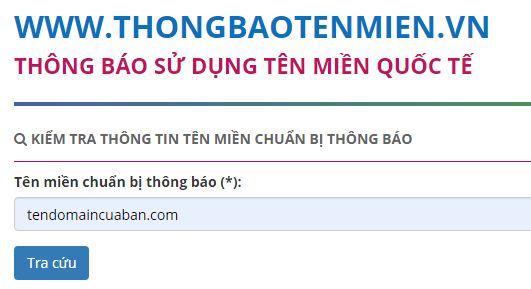 WWW.THONGBAOTENMIEN.VN
THÔNG BÁO SỬ DỤNG TÊN MIỀN QUỐC TẾ
KIỂM TRA THÔNG TIN TÊN MIỀN CHUẨN BỊ THÔNG BÁO
Tên miền chuẩn bị thông báo (*):
tendomaincuaban.com
Tra cứu